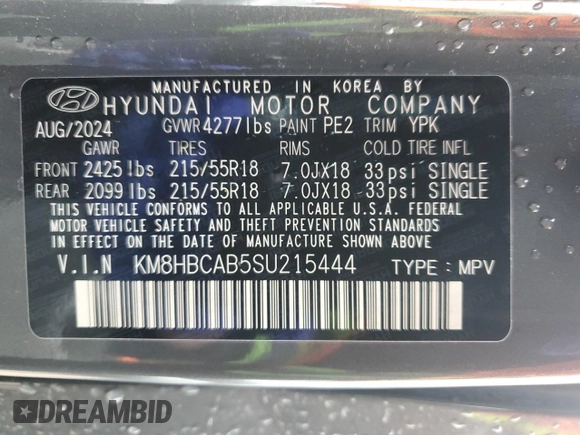 MANUFACTURED IN KOREA BY
HYUNDAI MOTOR COMPANY
AUG/2024 GVWR 4277lbs PAINT PE2 TRIM YPK
GAWR TIRES RIMS COLD TIRE INFL
FRONT 2425 lbs 215/55R18 7.0JX18 33psi SINGLE
REAR 2099 lbs 215/55R18 7.0JX18 33psi SINGLE
THIS VEHICLE CONFORMS TO ALL APPLICABLE U.S.A. FEDERAL
MOTOR VEHICLE SAFETY AND THEFT PREVENTION STANDARDS
IN EFFECT ON THE DATE OF MANUFACTURE SHOWN ABOVE.
V.I.N KM8HBCAB5SU215444 TYPE: MPV
DREAMBID